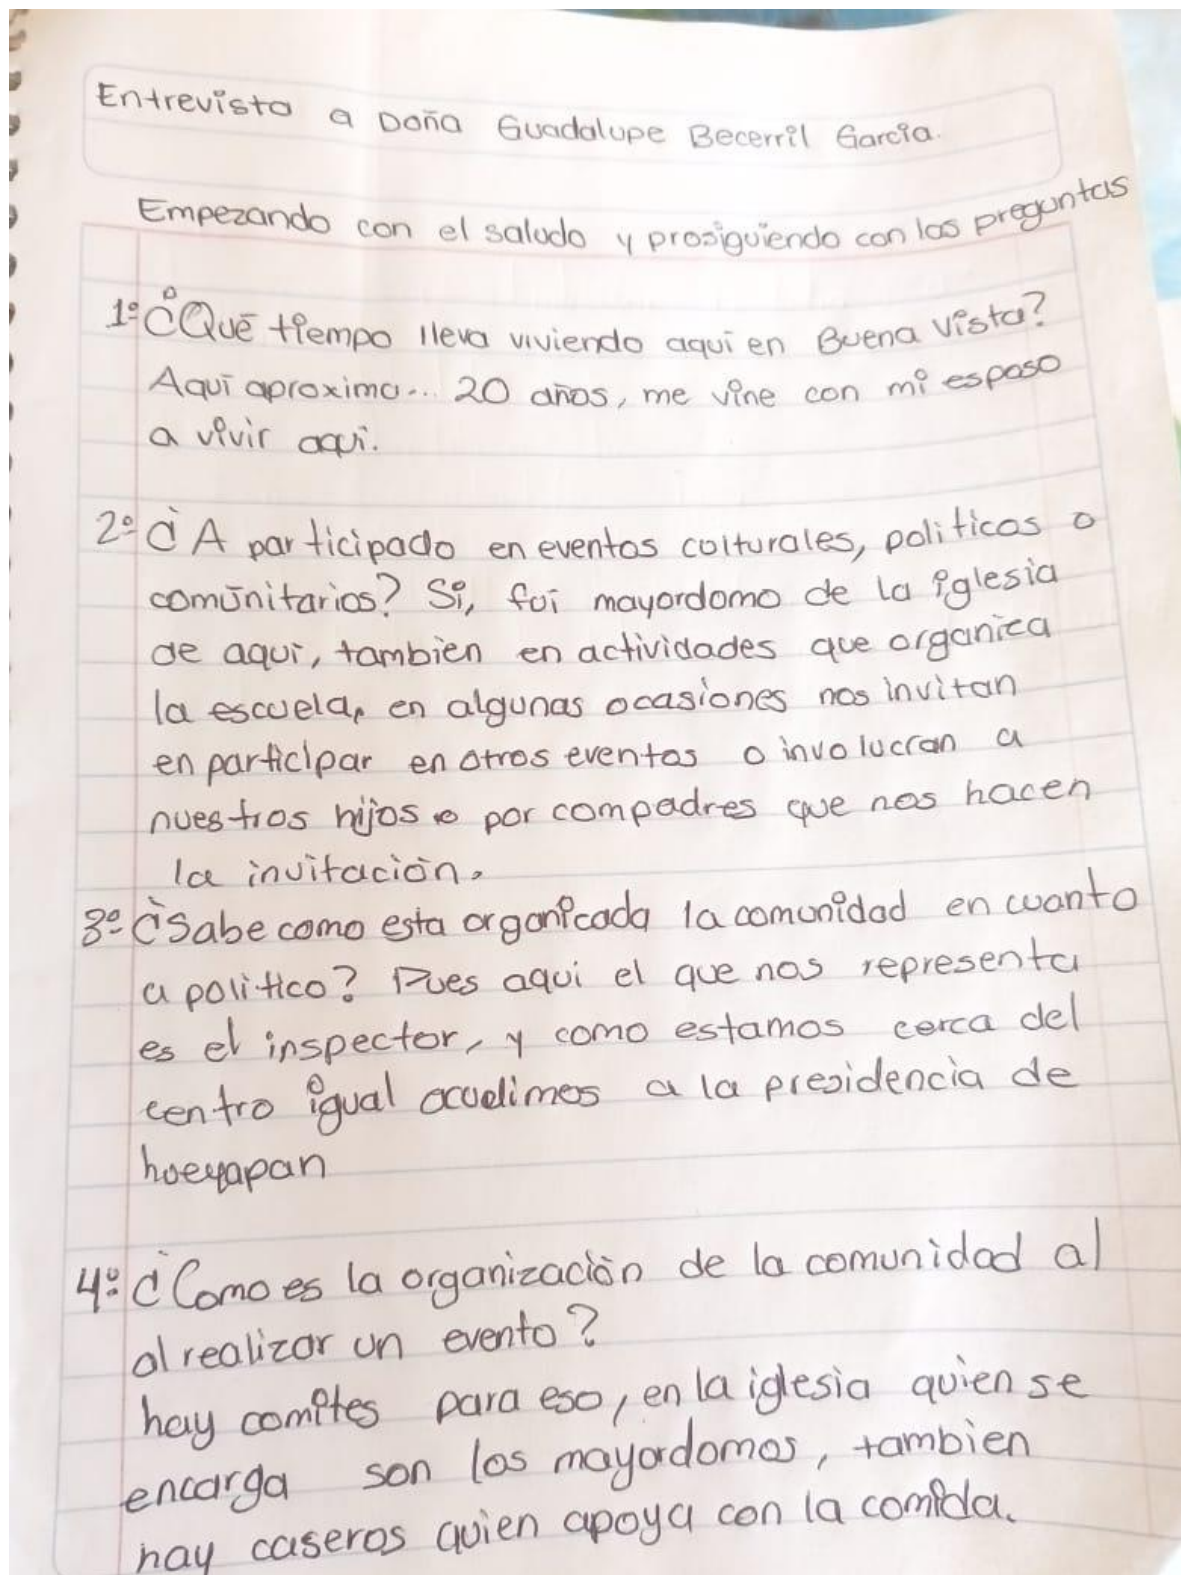 Entrevista a Doña Guadalupe Becerril Garcia.
Empezando con el saludo y prosiguiendo con las preguntas
1º ¿Qué tiempo lleva viviendo aquí en Buena Vista?
Aquí aproxima... 20 años, me vine con mi esposo
a vivir aquí.
2º ¿A participado en eventos colturales, politicos o
comúnitarios? Si, fui mayordomo de la iglesia
de aquí, tambien en actividades que organiza
la escuela, en algunas ocasiones nos invitan
en participar en otros eventos o involucran a
nuestros hijos o por compadres que nos hacen
la invitación.
3º ¿Sabe como esta organicada la comunidad en cuanto
a politico? Pues aqui el que nos representa
es el inspector, y como estamos cerca del
centro igual acudimos a la presidencia de
hueyapan
4º ¿Como es la organización de la comunidad al
al realizar un evento?
hay comites para eso, en la iglesia quien se
encarga son los mayordomos, tambien
hay caseros quien apoya con la comida.